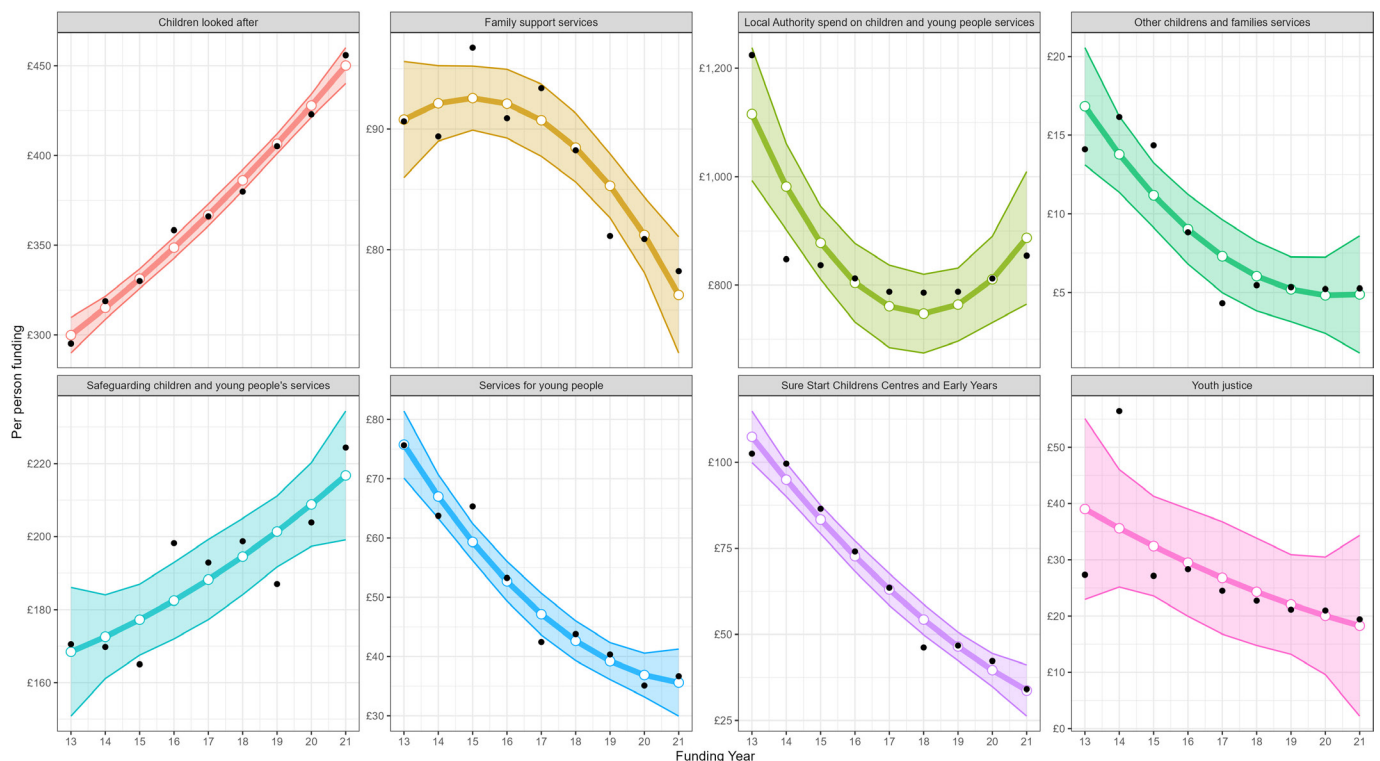 Children looked after
Family support services
Local Authority spend on children and young people services
Other childrens and families services
£450
£400
£350
£300
£90
£80
£1,200
£1,000
£800
£20
£15
£10
£5
Per person funding
Safeguarding children and young people's services
Services for young people
Sure Start Childrens Centres and Early Years
Youth justice
£220
£200
£180
£160
£80
£70
£60
£50
£40
£30
£100
£75
£50
£25
£50
£40
£30
£20
£10
£0
13 14 15 16 17 18 19 20 21
13 14 15 16 17 18 19 20 21
13 14 15 16 17 18 19 20 21
13 14 15 16 17 18 19 20 21
Funding Year